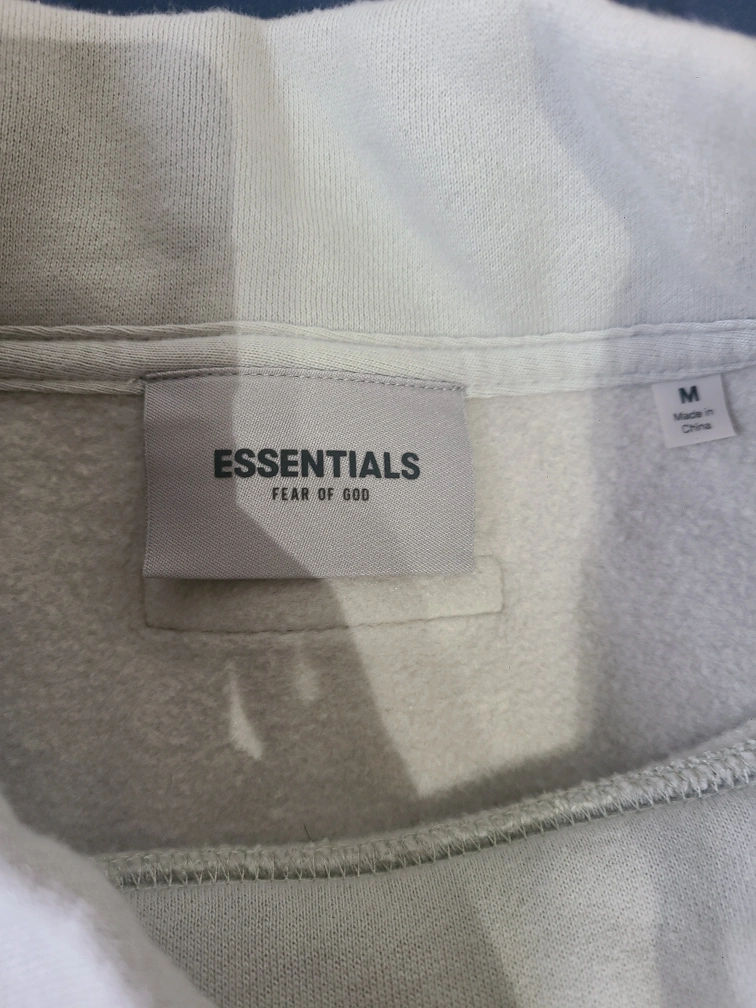 ESSENTIALS
FEAR OF GOD
M
Made in
China